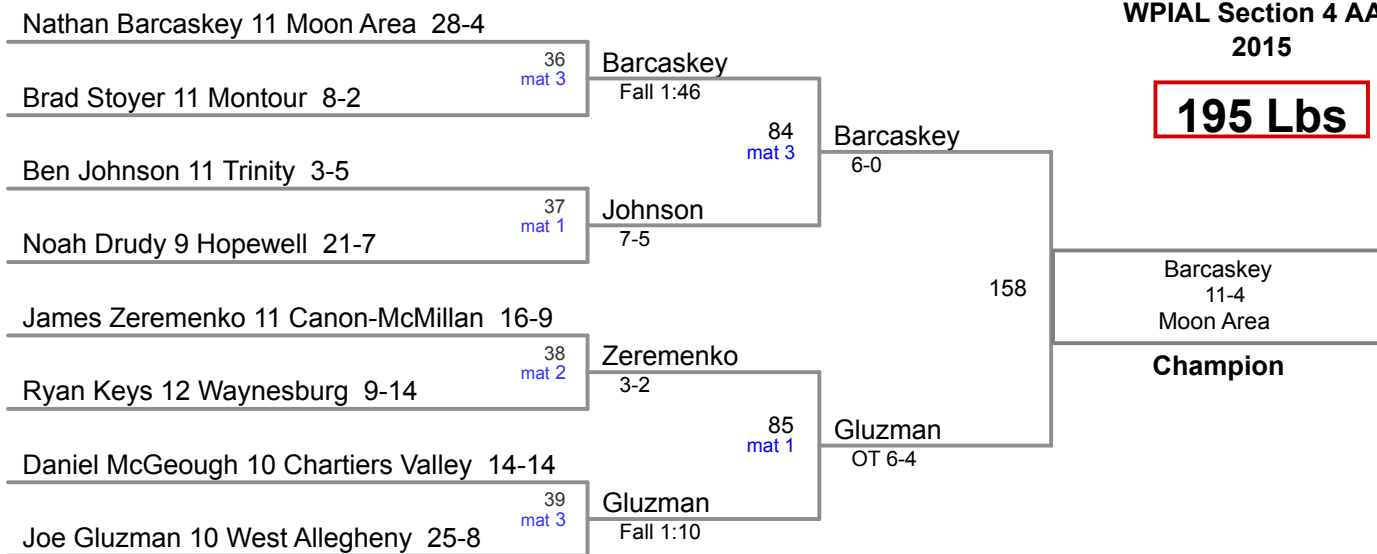 Nathan Barcaskey 11 Moon Area 28-4
36
mat 3
Barcaskey
Fall 1:46
Brad Stoyer 11 Montour 8-2
84
mat 3
Barcaskey
6-0
Ben Johnson 11 Trinity 3-5
37
mat 1
Johnson
7-5
Noah Drudy 9 Hopewell 21-7
158
James Zeremenko 11 Canon-McMillan 16-9
38
mat 2
Zeremenko
3-2
Ryan Keys 12 Waynesburg 9-14
85
mat 1
Gluzman
OT 6-4
Daniel McGeough 10 Chartiers Valley 14-14
39
mat 3
Gluzman
Fall 1:10
Joe Gluzman 10 West Allegheny 25-8
WPIAL Section 4 AA
2015
195 Lbs
Barcaskey
11-4
Moon Area
Champion